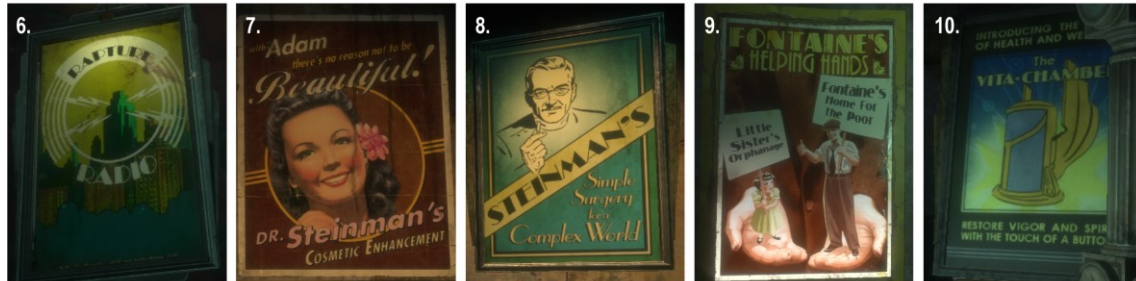 6.
RAPTURE
RADIO
7.
with Adam
there's no reason not to be
Beautiful!
DR. Steinman's
COSMETIC ENHANCEMENT
8.
STEINMAN'S
Simple
Surgery
for a
Complex World
9.
FONTAINE'S
HELPING HANDS
Fontaine's
Home For
the Poor
Little
Sister's
Orphanage
10.
INTRODUCING THE
OF HEALTH AND WE
The
VITA-CHAMBE
RESTORE VIGOR AND SPIR
WITH THE TOUCH OF A BUTTO